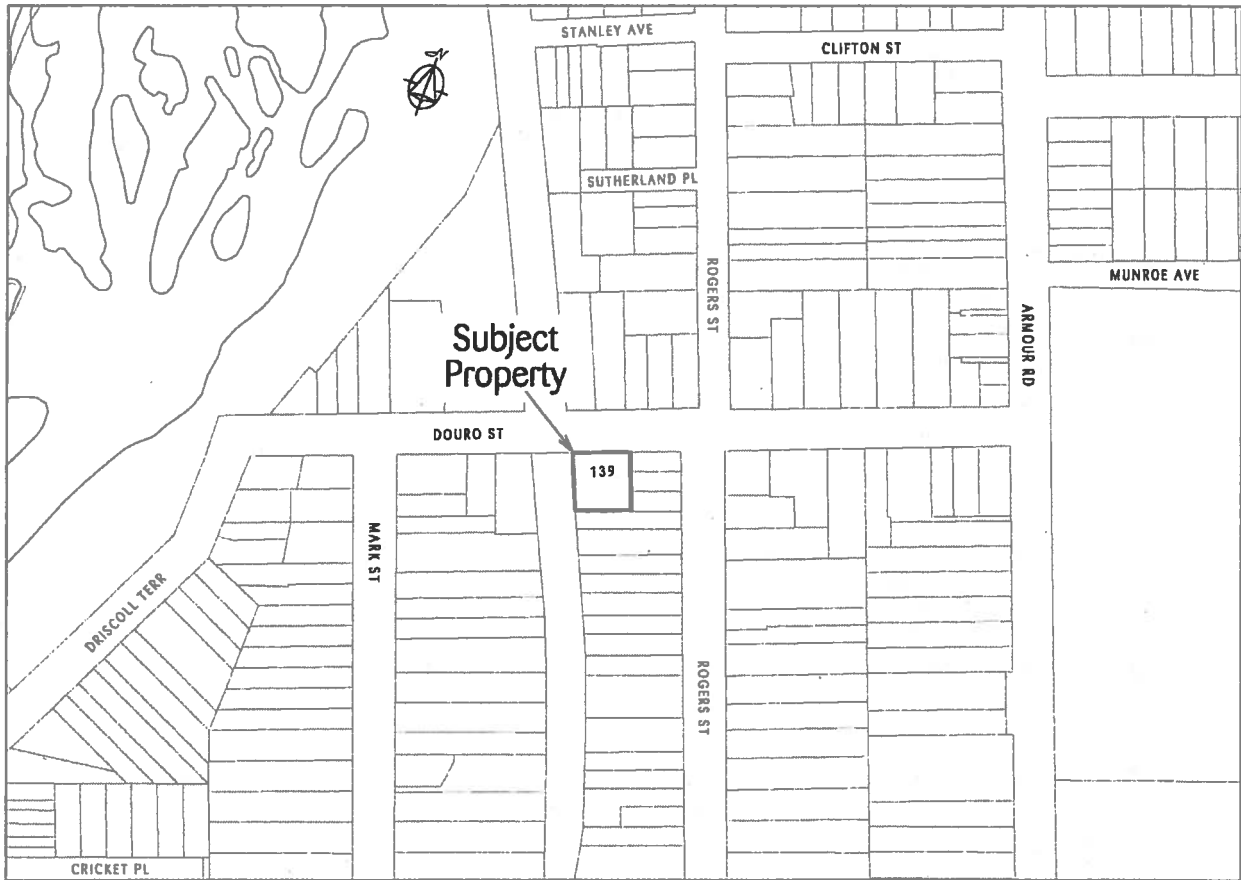 STANLEY AVE
CLIFTON ST
N
SUTHERLAND PL
ROGERS ST
MUNROE AVE
ARMOUR RD
Subject
Property
DOURO ST
139
MARK ST
DRISCOLL TERR
ROGERS ST
CRICKET PL